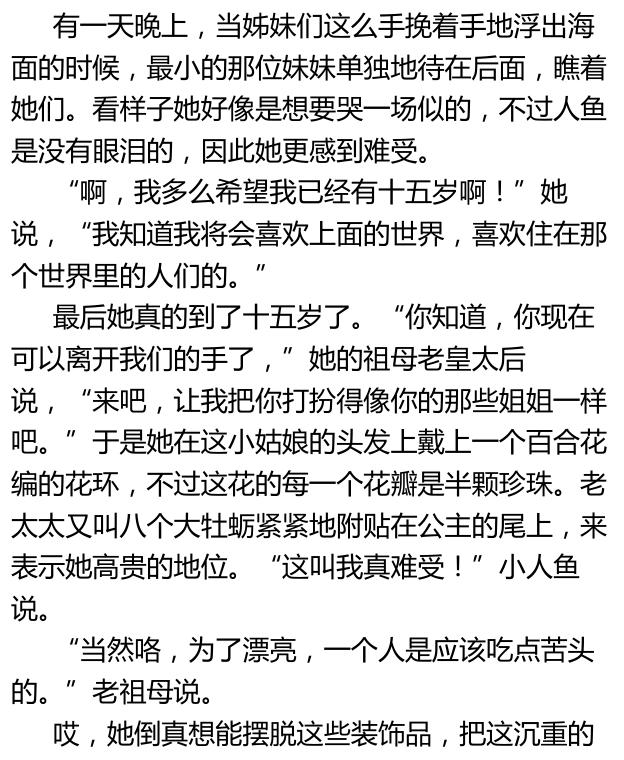 有一天晚上，当姊妹们这么手挽着手地浮出海
面的时候，最小的那位妹妹单独地待在后面，瞧着
她们。看样子她好像是想要哭一场似的，不过人鱼
是没有眼泪的，因此她更感到难受。
“啊，我多么希望我已经有十五岁啊！”她
说，“我知道我将会喜欢上面的世界，喜欢住在那
个世界里的人们的。”
最后她真的到了十五岁了。“你知道，你现在
可以离开我们的手了，”她的祖母老皇太后
说，“来吧，让我把你打扮得像你的那些姐姐一样
吧。”于是她在这小姑娘的头发上戴上一个百合花
编的花环，不过这花的每一个花瓣是半颗珍珠。老
太太又叫八个大牡蛎紧紧地附贴在公主的尾上，来
表示她高贵的地位。“这叫我真难受！”小人鱼
说。
“当然咯，为了漂亮，一个人是应该吃点苦头
的。”老祖母说。
哎，她倒真想能摆脱这些装饰品，把这沉重的